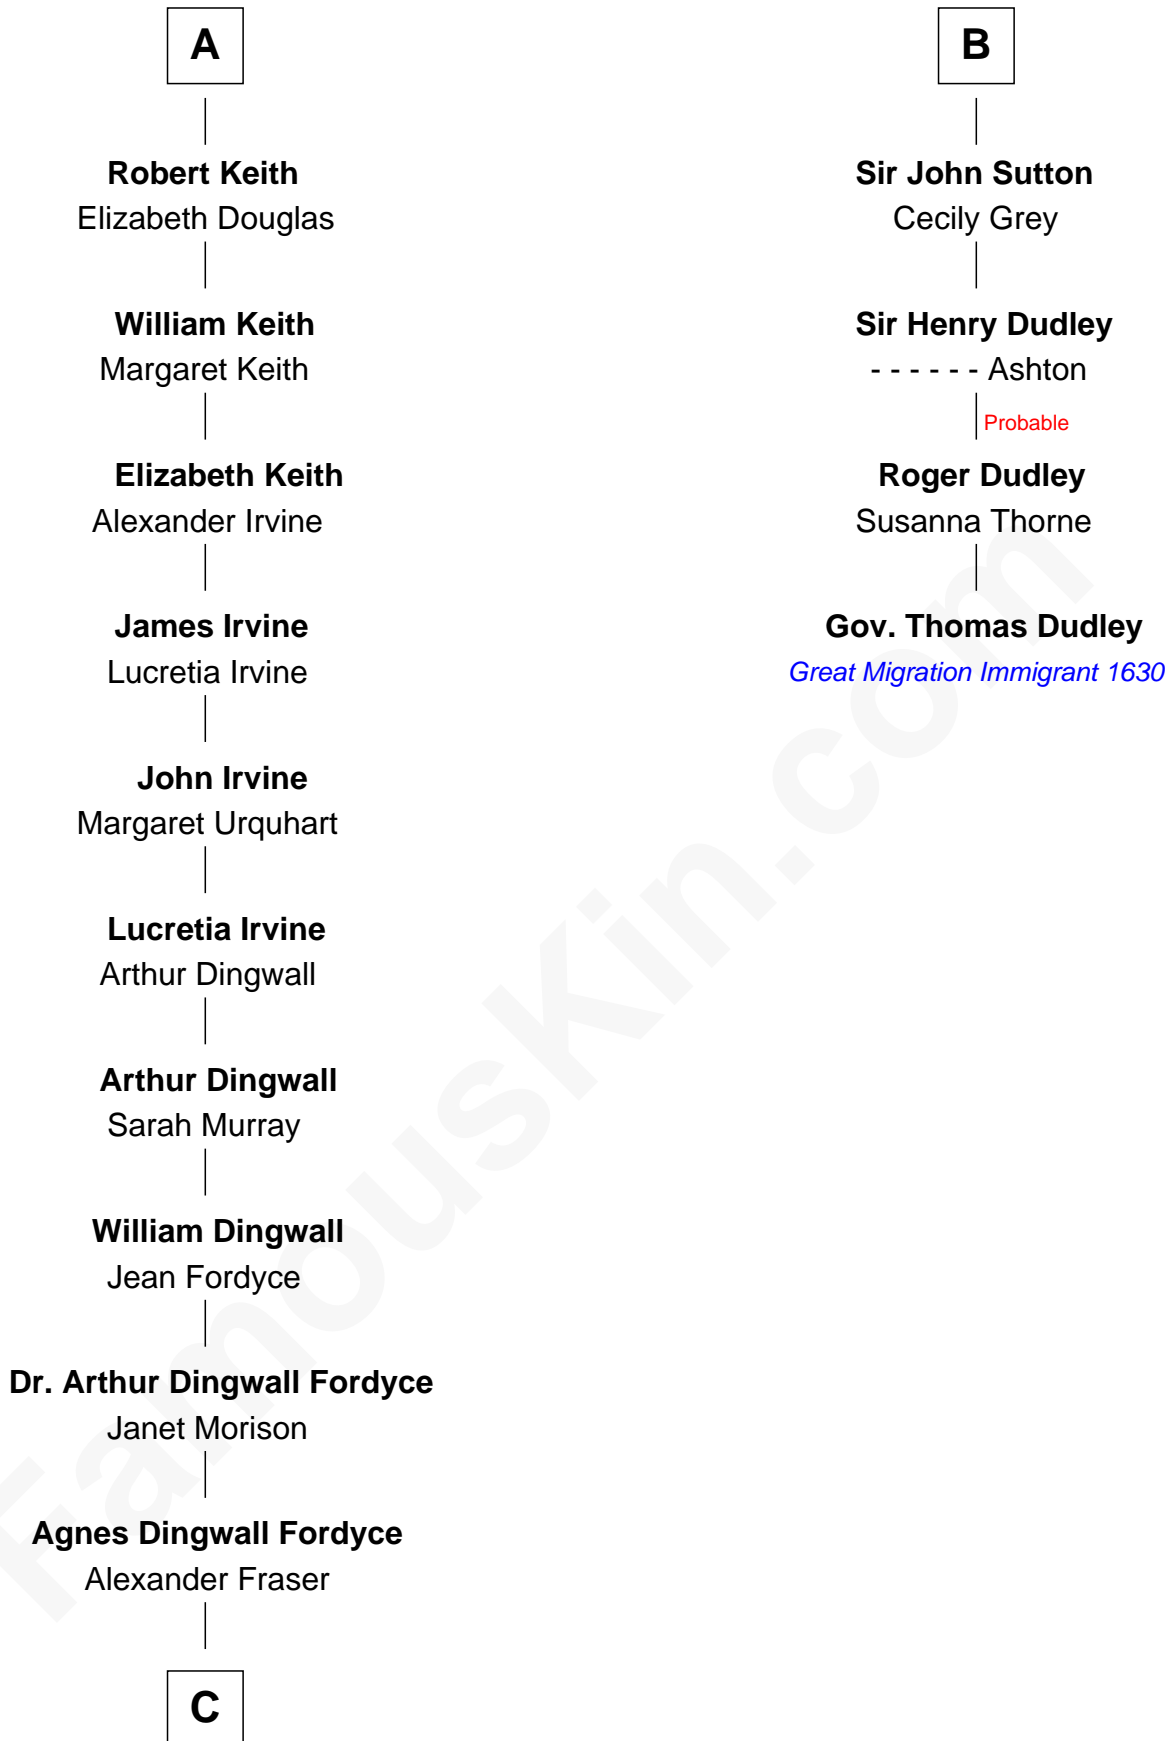 A
Robert Keith
Elizabeth Douglas
William Keith
Margaret Keith
Elizabeth Keith
Alexander Irvine
James Irvine
Lucretia Irvine
John Irvine
Margaret Urquhart
Lucretia Irvine
Arthur Dingwall
Arthur Dingwall
Sarah Murray
William Dingwall
Jean Fordyce
Dr. Arthur Dingwall Fordyce
Janet Morison
Agnes Dingwall Fordyce
Alexander Fraser
C
B
Sir John Sutton
Cecily Grey
Sir Henry Dudley
- - - - - - Ashton
Probable
Roger Dudley
Susanna Thorne
Gov. Thomas Dudley
Great Migration Immigrant 1630
FamousKin.com